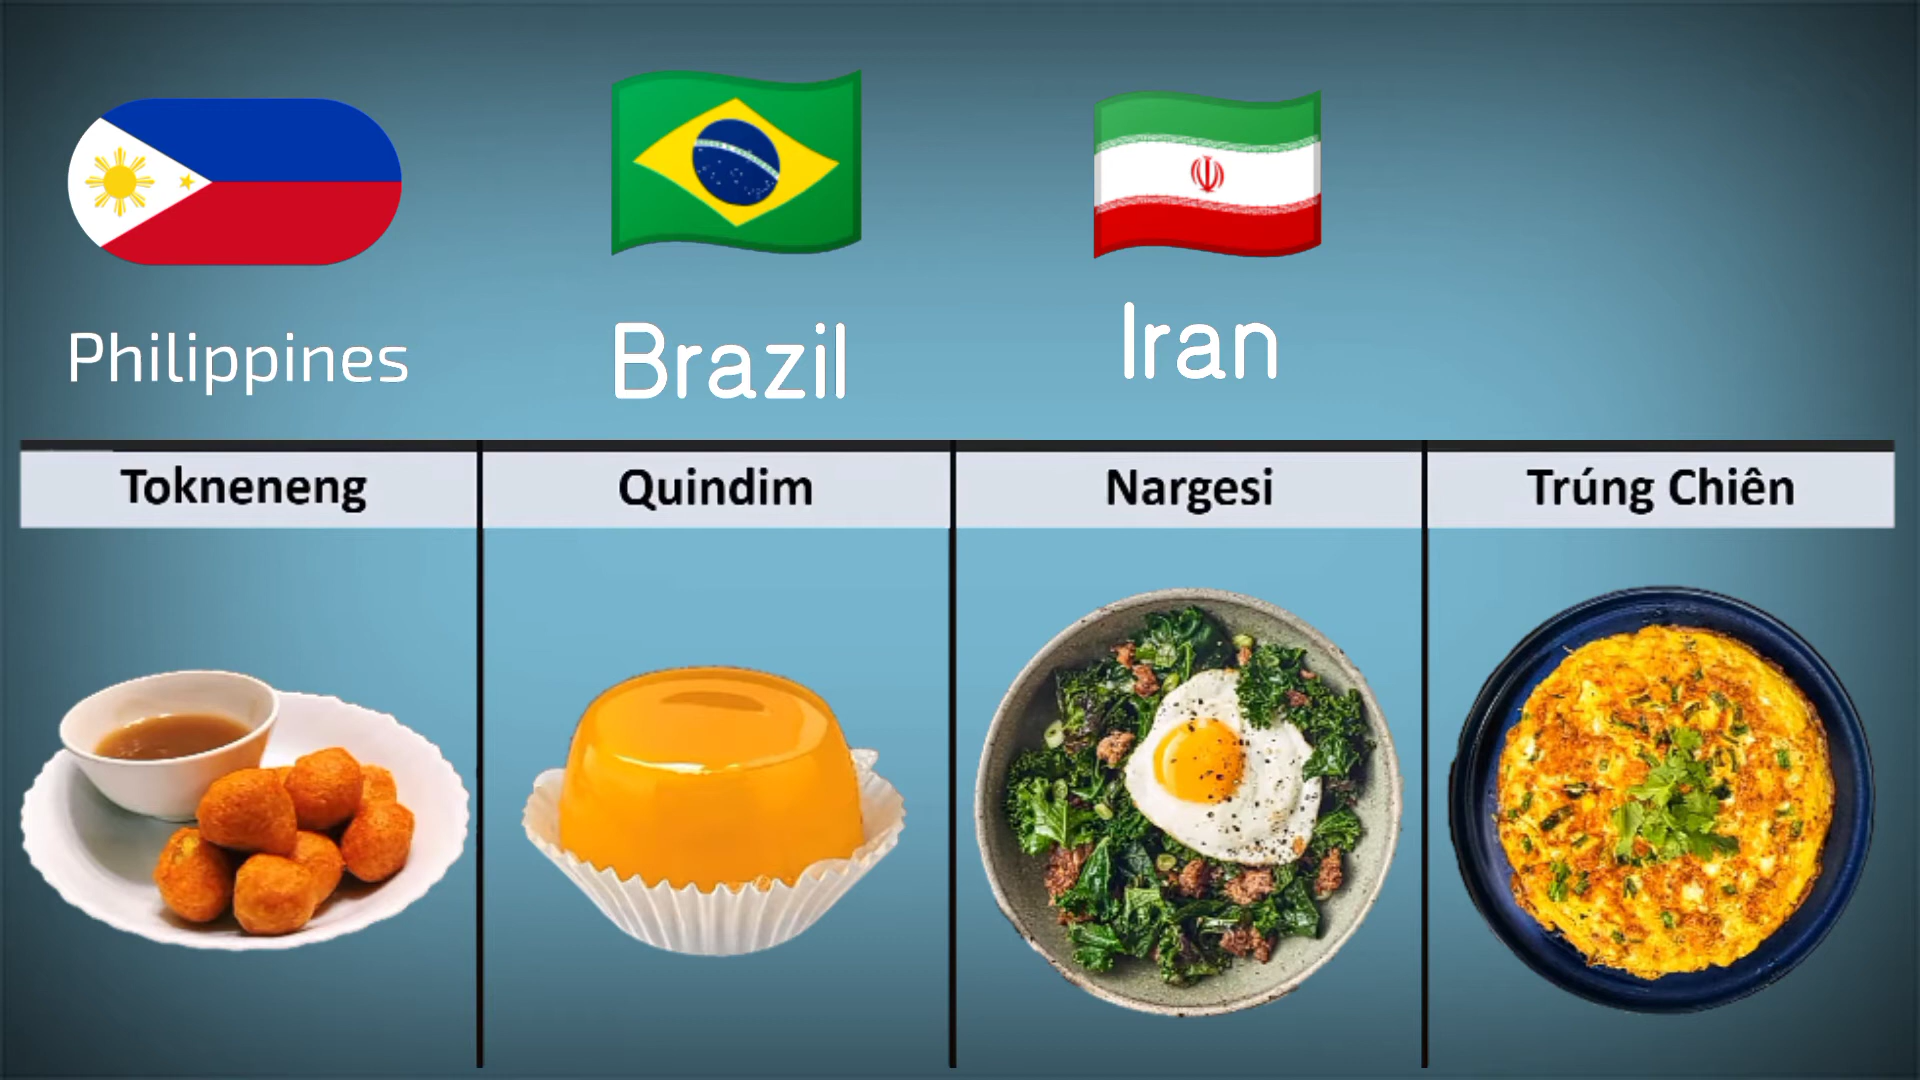 Philippines
Brazil
Iran
Tokneneng
Quindim
Nargesi
Trúng Chiên